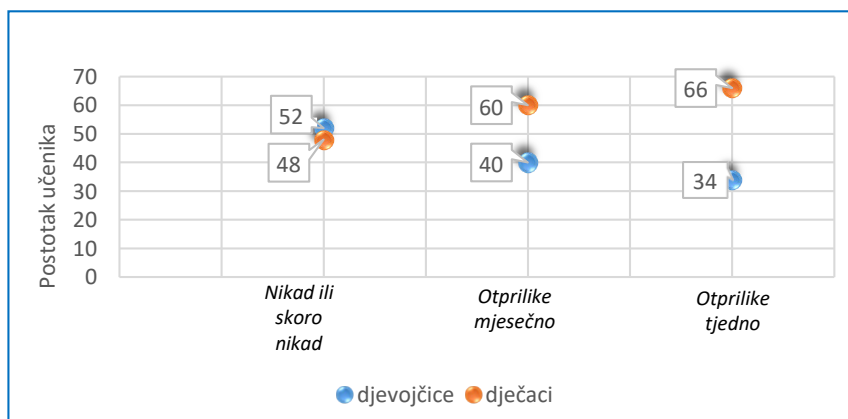 Postotak učenika
70
60
50
40
30
20
10
0
52
48
60
40
66
34
Nikad ili
skoro
nikad
Otprilike
mjesečno
Otprilike
tjedno
djevojčice
dječaci